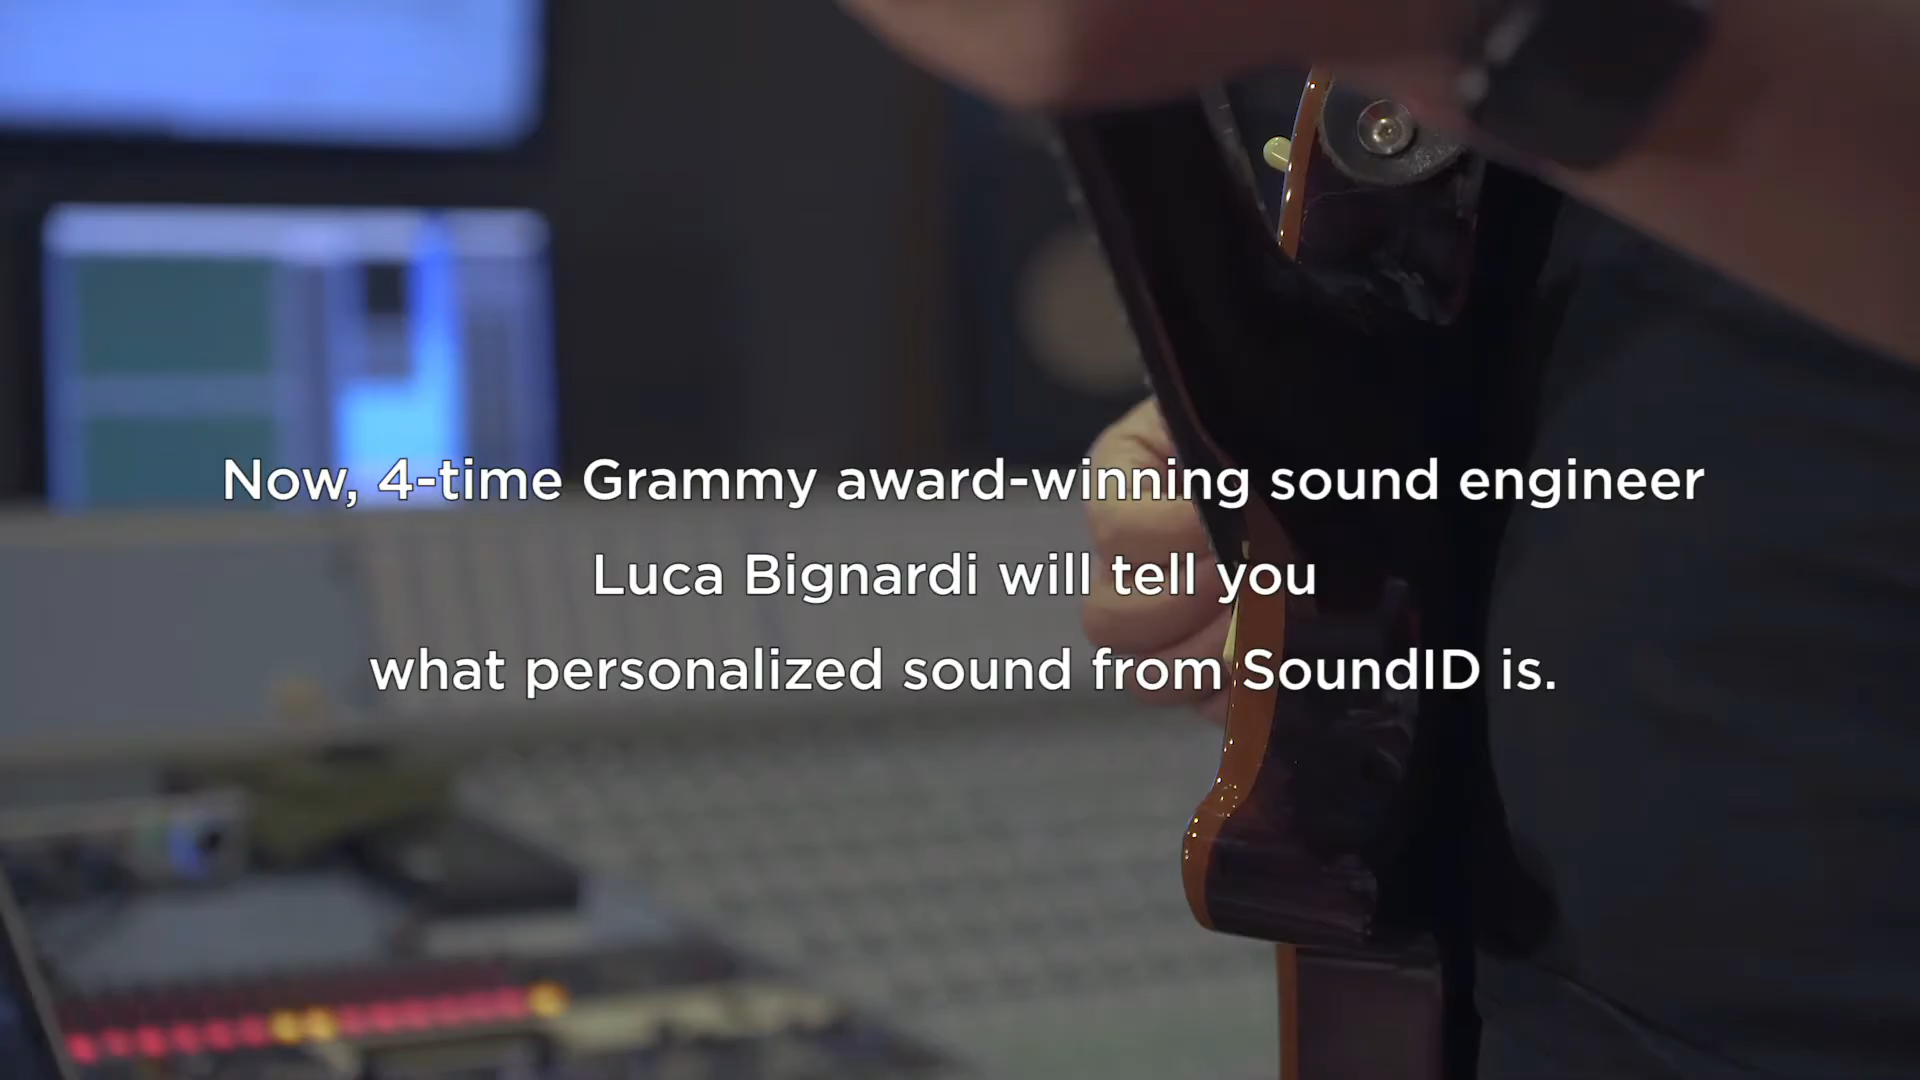 Now, 4-time Grammy award-winning sound engineer
Luca Bignardi will tell you
what personalized sound from SoundID is.